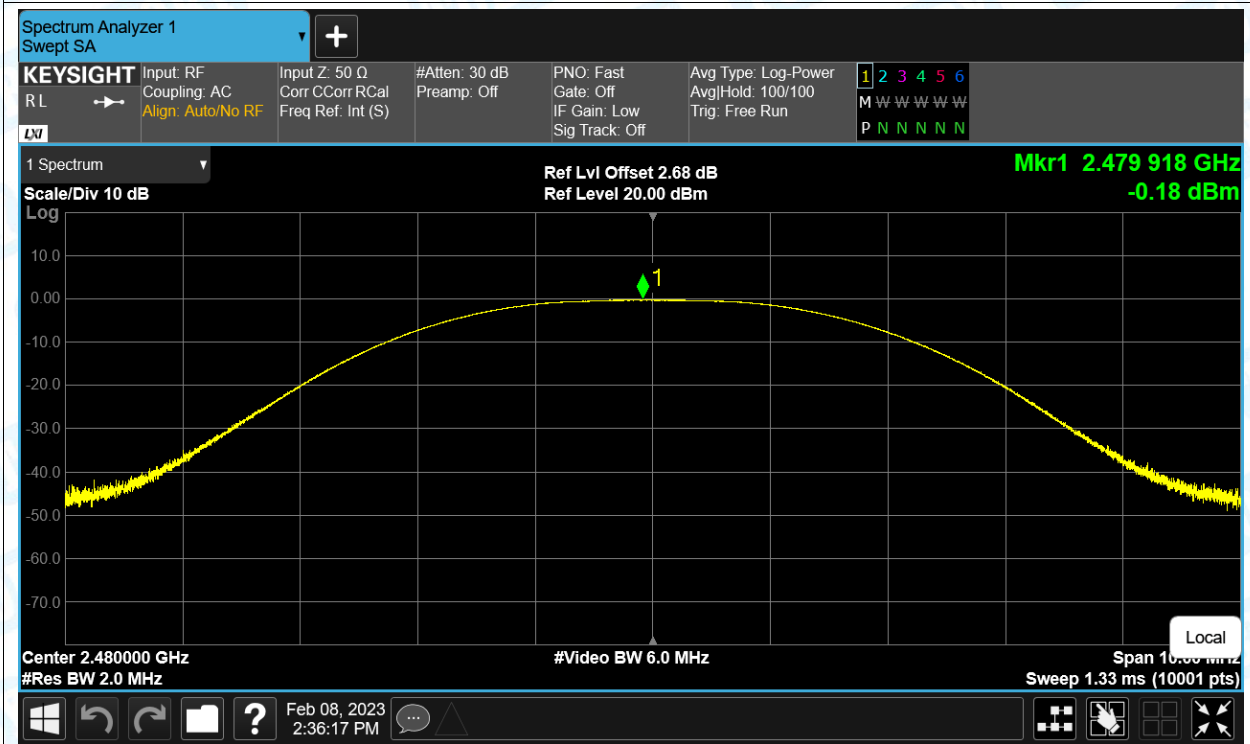 Spectrum Analyzer 1
Swept SA
+
KEYSIGHT
RL
LXI
Input: RF
Coupling: AC
Align: Auto/No RF
Input Z: 50 Ω
Corr CCorr RCal
Freq Ref: Int (S)
#Atten: 30 dB
Preamp: Off
PNO: Fast
Gate: Off
IF Gain: Low
Sig Track: Off
Avg Type: Log-Power
Avg|Hold: 100/100
Trig: Free Run
1 2 3 4 5 6
M W W W W W
P N N N N N
1 Spectrum
Scale/Div 10 dB
Log
Ref Lvl Offset 2.68 dB
Ref Level 20.00 dBm
Mkr1 2.479 918 GHz
-0.18 dBm
1
10.0
0.00
-10.0
-20.0
-30.0
-40.0
-50.0
-60.0
-70.0
Local
Center 2.480000 GHz
#Video BW 6.0 MHz
Span 10.00 MHz
#Res BW 2.0 MHz
Sweep 1.33 ms (10001 pts)
?
Feb 08, 2023
2:36:17 PM